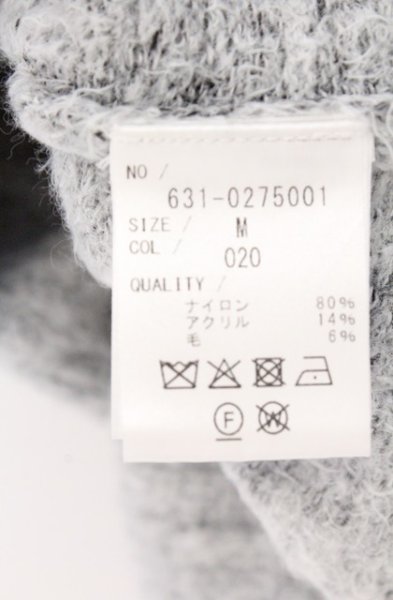 NO /
631-0275001
SIZE / M
COL / 020
QUALITY /
ナイロン 80%
アクリル 14%
毛 6%
F W